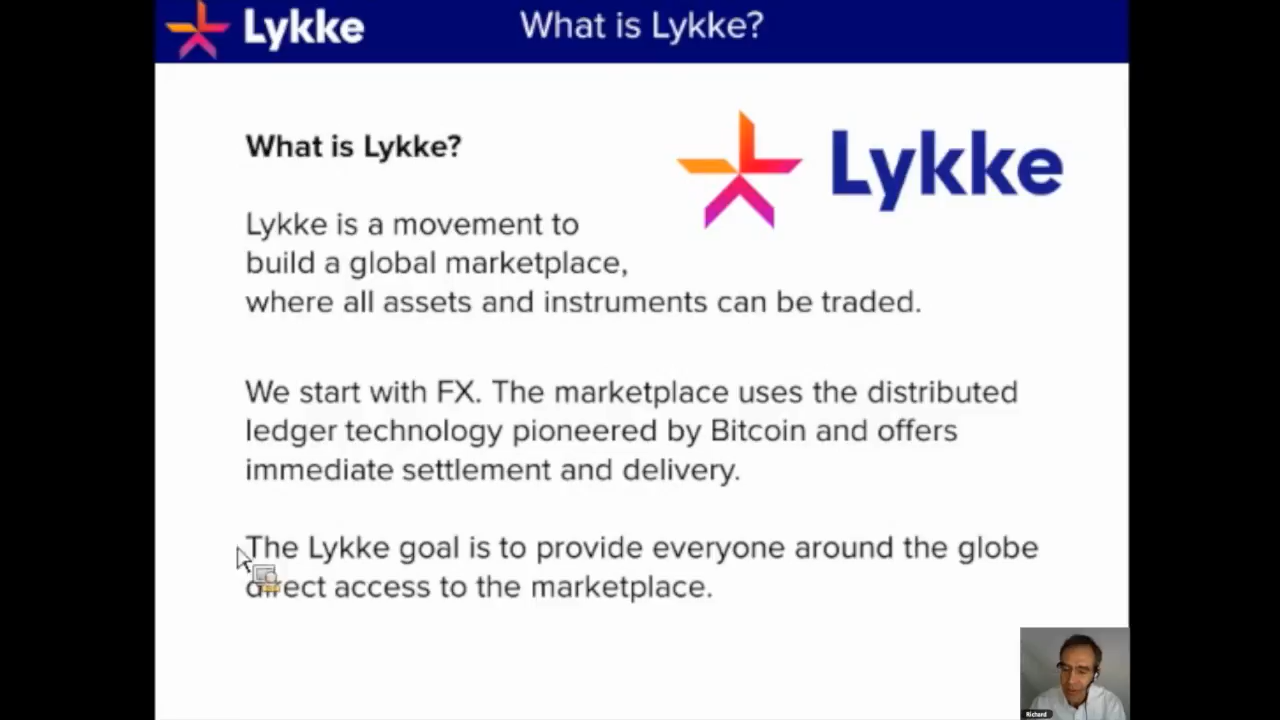 Lykke
What is Lykke?
What is Lykke?
Lykke
Lykke is a movement to
build a global marketplace,
where all assets and instruments can be traded.
We start with FX. The marketplace uses the distributed
ledger technology pioneered by Bitcoin and offers
immediate settlement and delivery.
The Lykke goal is to provide everyone around the globe
direct access to the marketplace.
Richard